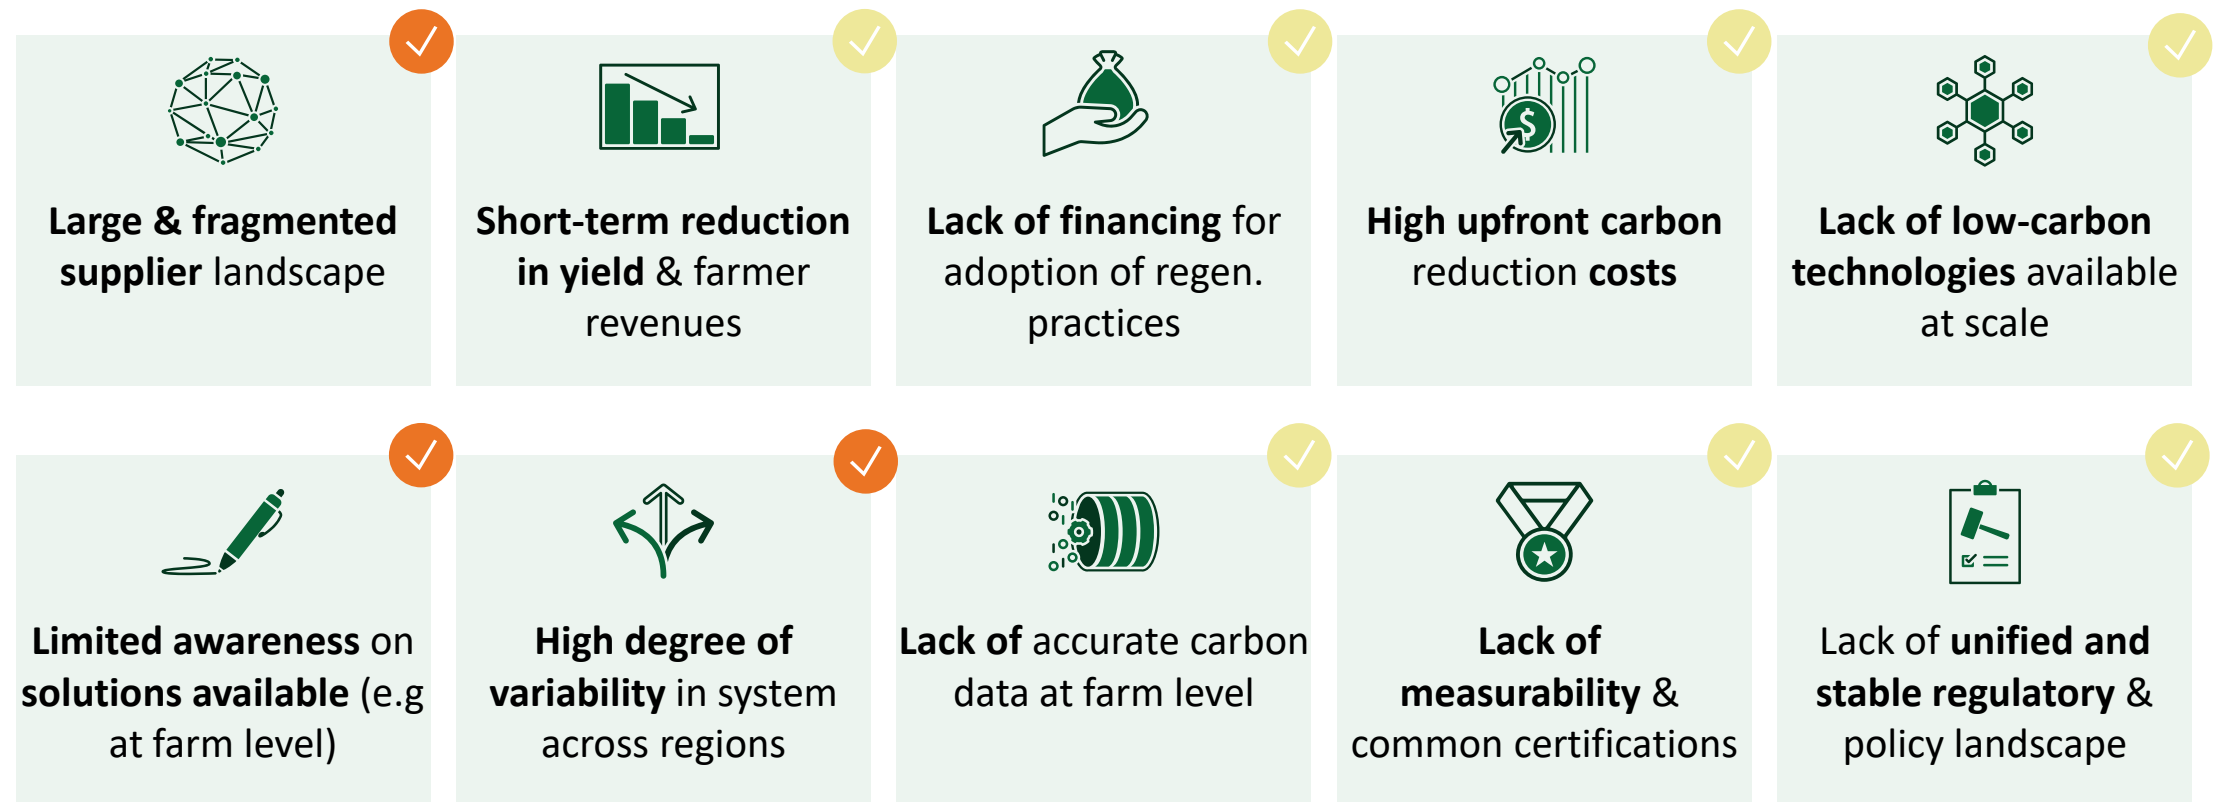 Large & fragmented
supplier landscape
Short-term reduction
in yield & farmer
revenues
Lack of financing for
adoption of regen.
practices
$
High upfront carbon
reduction costs
Lack of low-carbon
technologies available
at scale
Limited awareness on
solutions available (e.g
at farm level)
High degree of
variability in system
across regions
Lack of accurate carbon
data at farm level
Lack of
measurability &
common certifications
Lack of unified and
stable regulatory &
policy landscape